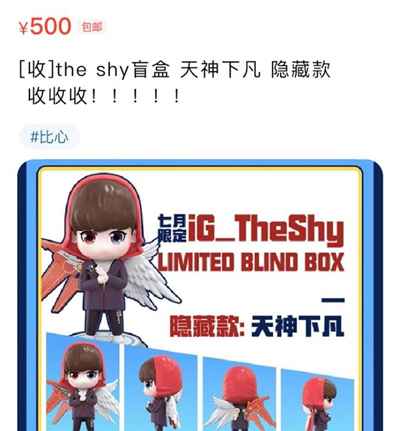 ¥500 包邮
[收]the shy盲盒 天神下凡 隐藏款
收收收！！！！！
#比心
七月
限定
iG_TheShy
LIMITED BLIND BOX
隐藏款: 天神下凡